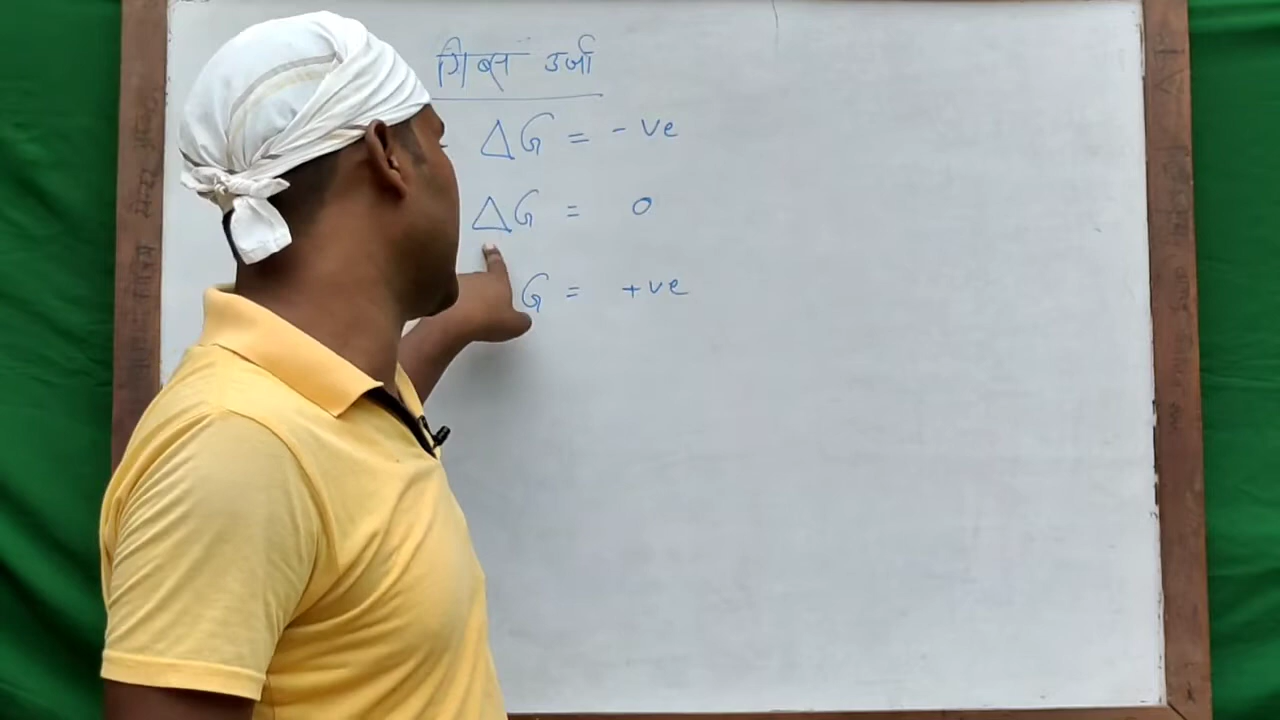 गिब्स उर्जा
ΔG = -ve
ΔG = 0
G = +ve